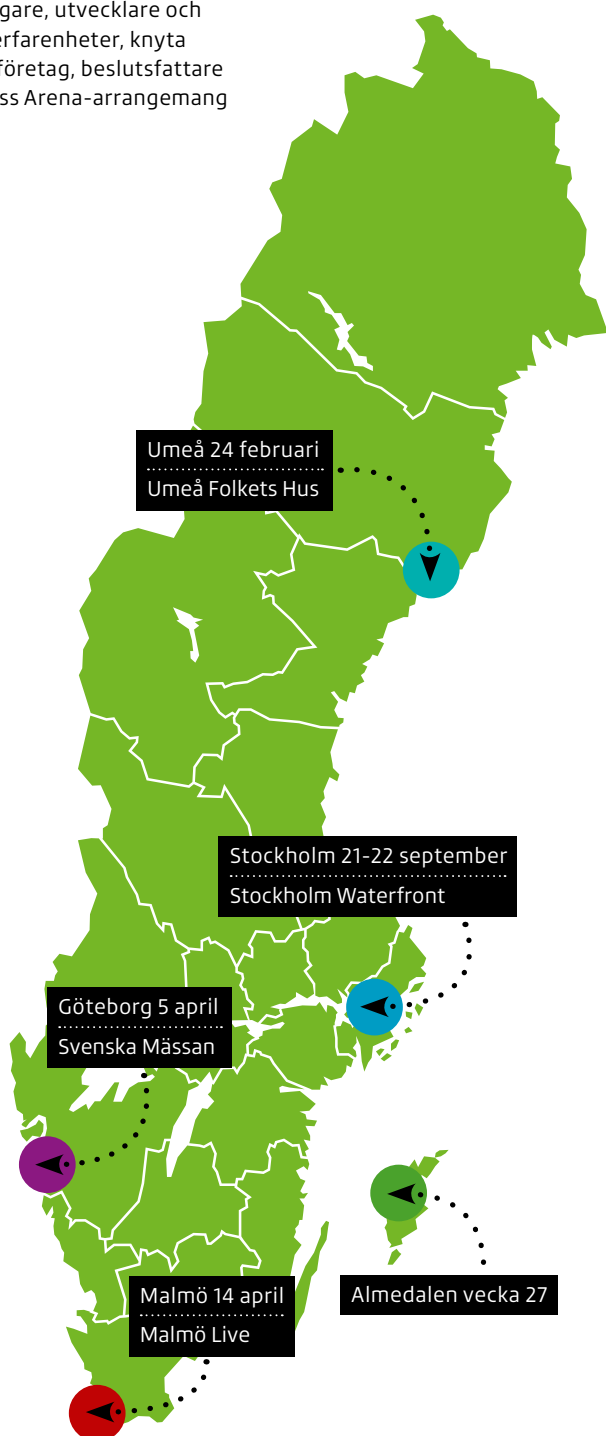 gare, utvecklare och
erfarenheter, knyta
företag, beslutsfattare
ss Arena-arrangemang
Umeå 24 februari
Umeå Folkets Hus
Stockholm 21-22 september
Stockholm Waterfront
Göteborg 5 april
Svenska Mässan
Almedalen vecka 27
Malmö 14 april
Malmö Live